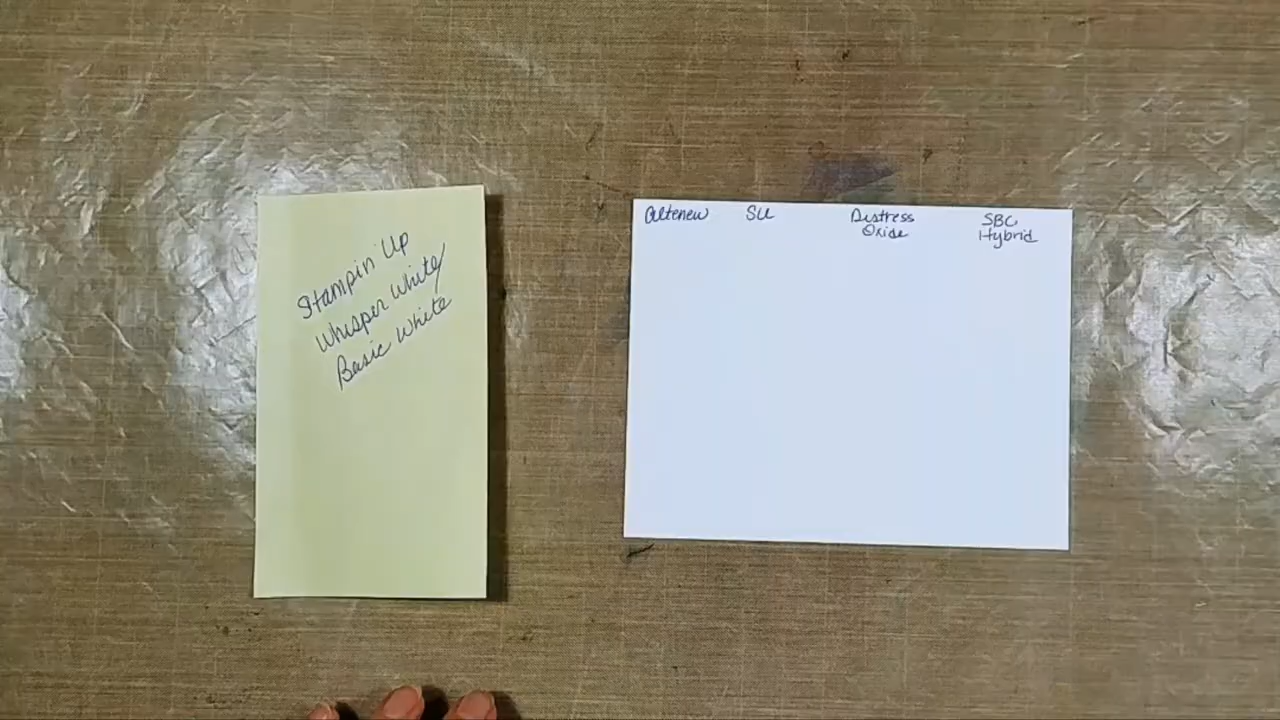 Stampin' Up
Whisper White/
Basic White
Altenew
SU
Distress
Oxide
SBC
Hybrid